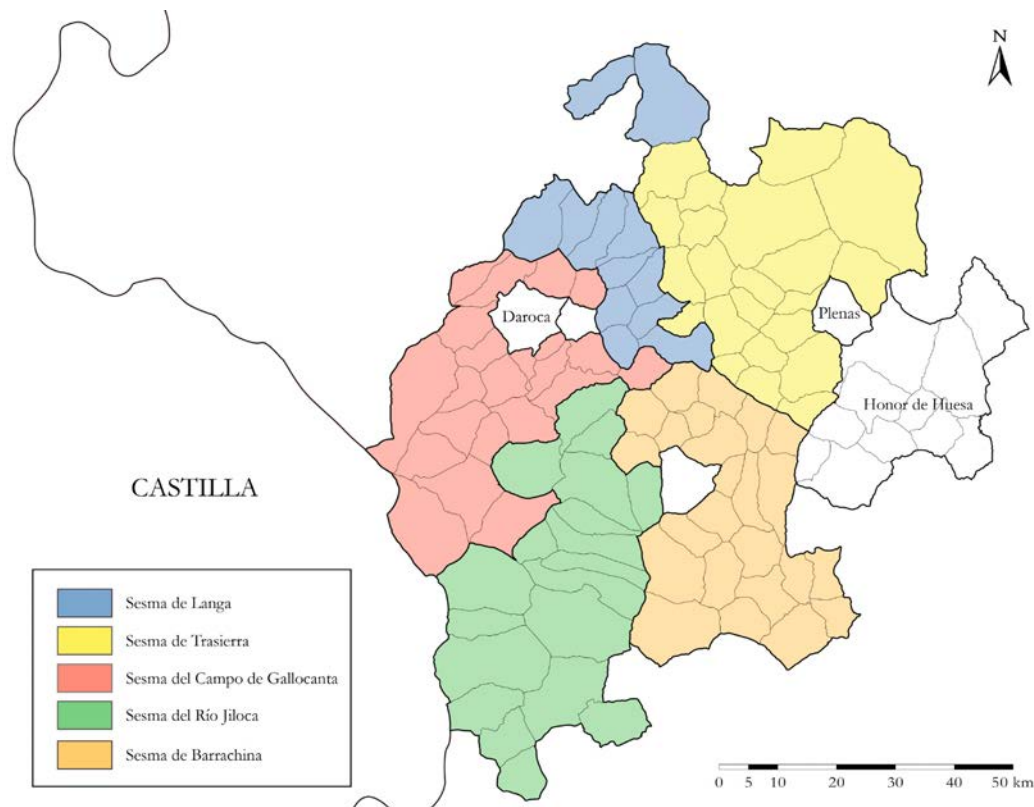 N
Daroca
Plenas
Honor de Huesa
CASTILLA
Sesma de Langa
Sesma de Trasierra
Sesma del Campo de Gallocanta
Sesma del Río Jiloca
Sesma de Barrachina
0 5 10 20 30 40 50 km